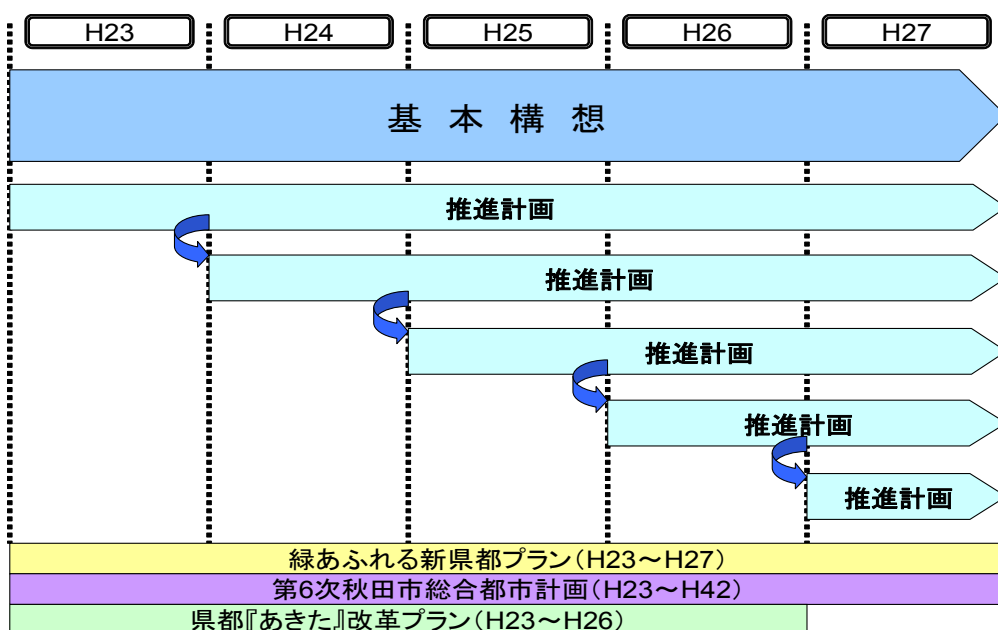 H23
H24
H25
H26
H27
基本構想
推進計画
推進計画
推進計画
推進計画
推進計画
緑あふれる新県都プラン(H23～H27)
第6次秋田市総合都市計画(H23～H42)
県都『あきた』改革プラン(H23～H26)